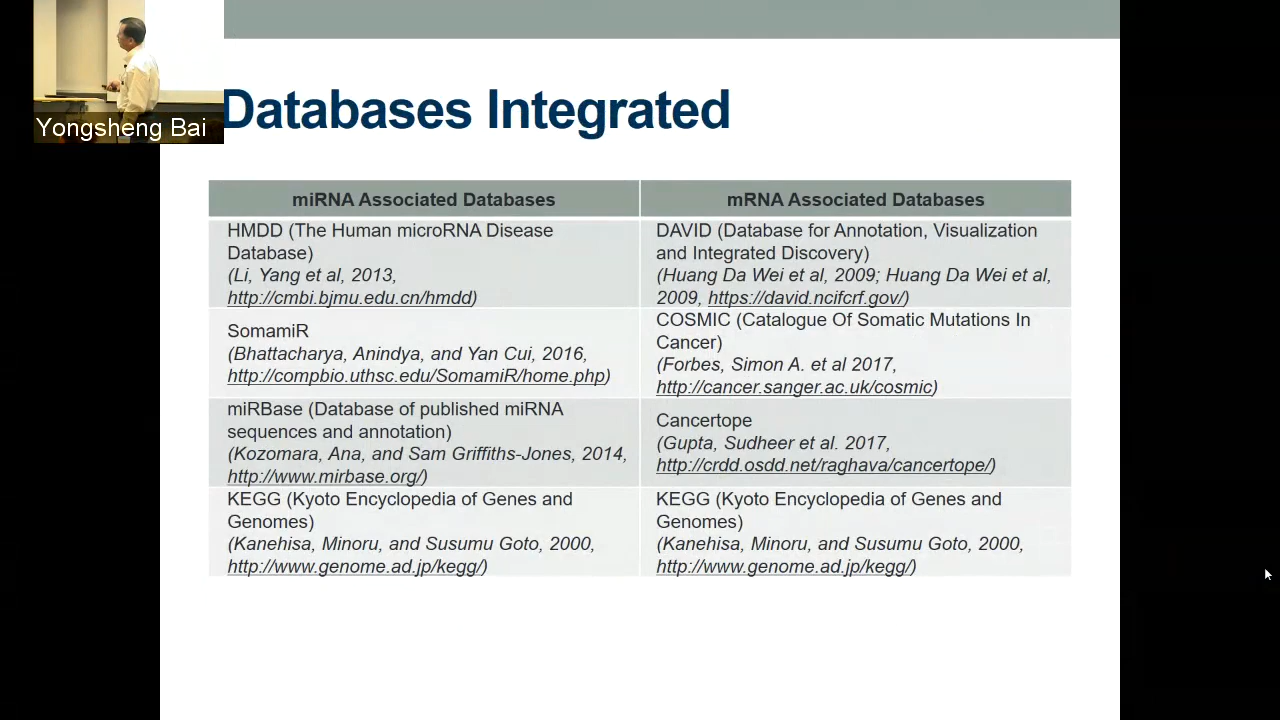 Yongsheng Bai
Databases Integrated
miRNA Associated Databases
mRNA Associated Databases
HMDD (The Human microRNA Disease
Database)
(Li, Yang et al, 2013,
http://cmbi.bjmu.edu.cn/hmdd)
DAVID (Database for Annotation, Visualization
and Integrated Discovery)
(Huang Da Wei et al, 2009; Huang Da Wei et al,
2009, https://david.ncifcrf.gov/)
SomamiR
(Bhattacharya, Anindya, and Yan Cui, 2016,
http://compbio.uthsc.edu/SomamiR/home.php)
COSMIC (Catalogue Of Somatic Mutations In
Cancer)
(Forbes, Simon A. et al 2017,
http://cancer.sanger.ac.uk/cosmic)
miRBase (Database of published miRNA
sequences and annotation)
(Kozomara, Ana, and Sam Griffiths-Jones, 2014,
http://www.mirbase.org/)
Cancertope
(Gupta, Sudheer et al. 2017,
http://crdd.osdd.net/raghava/cancertope/)
KEGG (Kyoto Encyclopedia of Genes and
Genomes)
(Kanehisa, Minoru, and Susumu Goto, 2000,
http://www.genome.ad.jp/kegg/)
KEGG (Kyoto Encyclopedia of Genes and
Genomes)
(Kanehisa, Minoru, and Susumu Goto, 2000,
http://www.genome.ad.jp/kegg/)